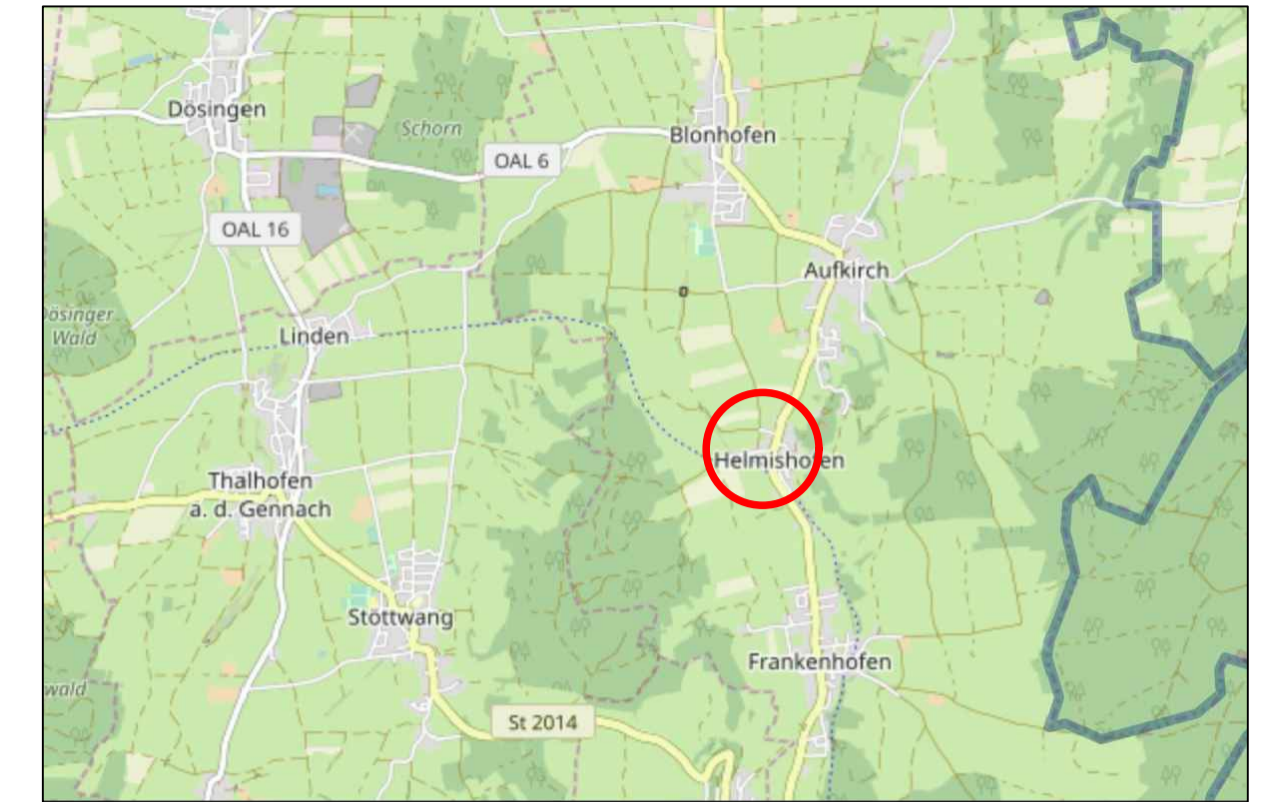 Dösingen
Schorn
Blonhofen
OAL 6
OAL 16
Aufkirch
Dösinger
Wald
Linden
Helmishofen
Thalhofen
a. d. Gennach
Stöttwang
Frankenhofen
wald
St 2014